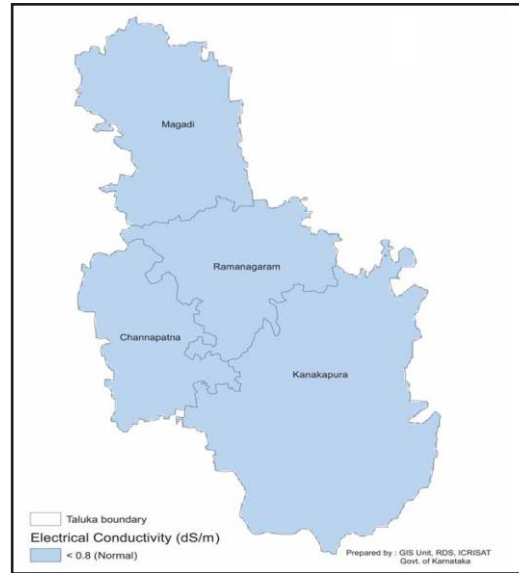 Magadi
Ramanagaram
Channapatna
Kanakapura
Taluka boundary
Electrical Conductivity (dS/m)
< 0.8 (Normal)
Prepared by : GIS Unit, RDS, ICRISAT
Govt. of Karnataka